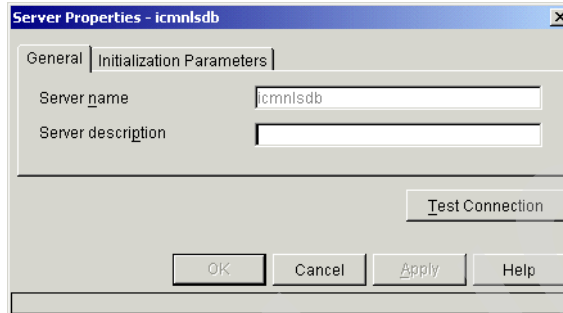 Server Properties - icmnlsdb
General Initialization Parameters
Server name icmnlsdb
Server description
Test Connection
OK Cancel Apply Help